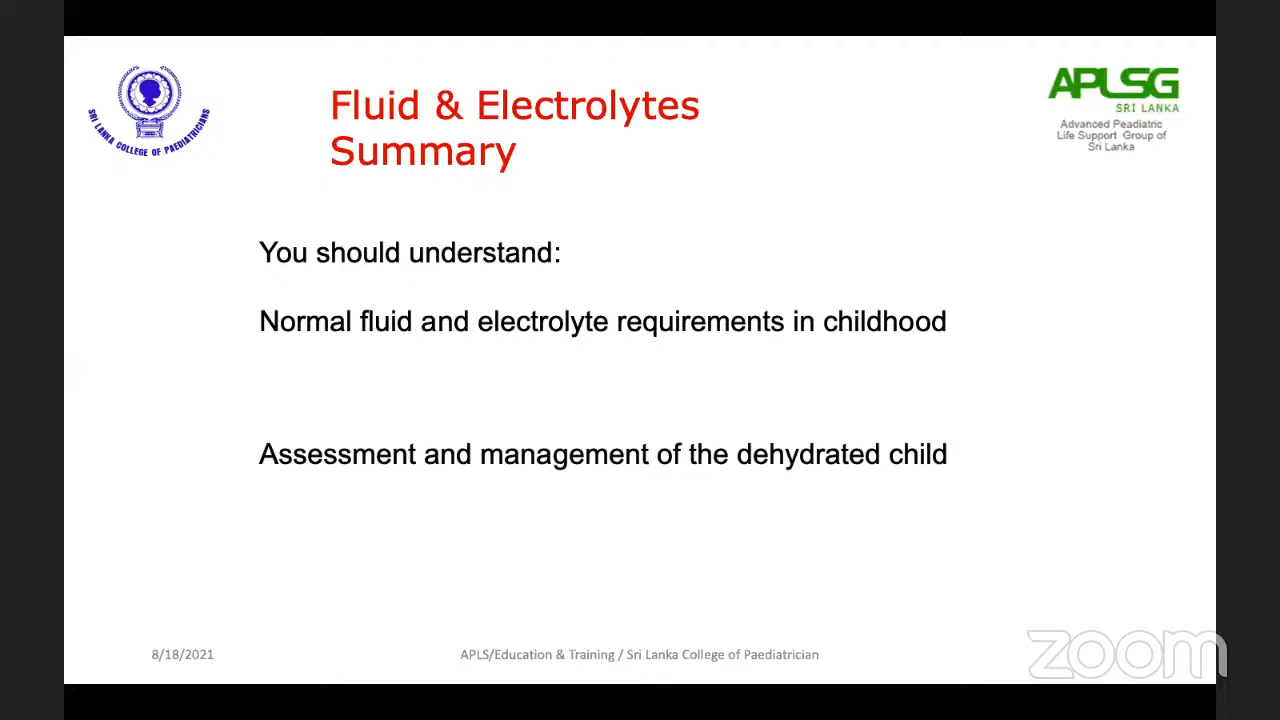 SRI LANKA COLLEGE OF PAEDIATRICIANS
Fluid & Electrolytes
Summary
APLSG
SRI LANKA
Advanced Peadiatric
Life Support Group of
Sri Lanka
You should understand:
Normal fluid and electrolyte requirements in childhood
Assessment and management of the dehydrated child
8/18/2021
APLS/Education & Training / Sri Lanka College of Paediatrician
zoom